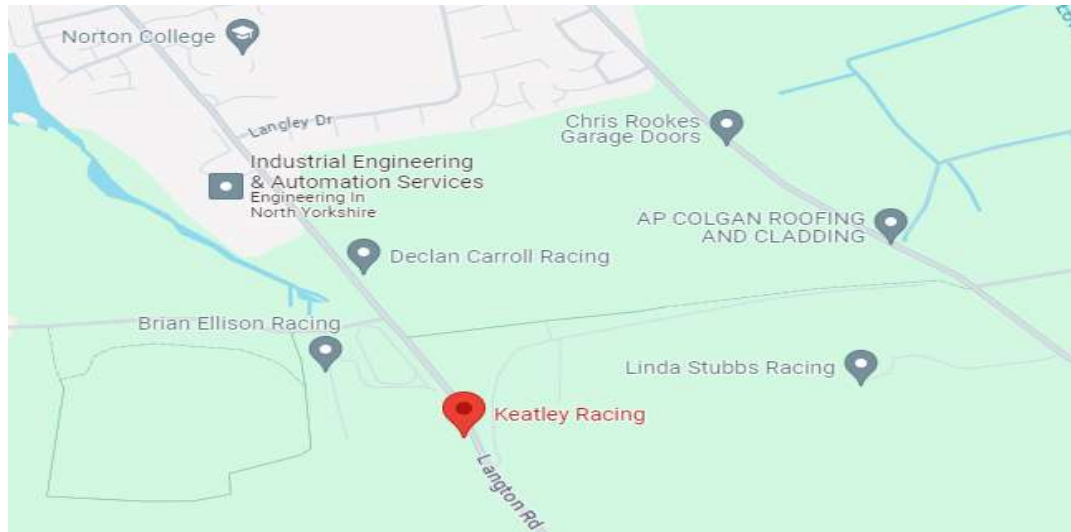 Norton College
Langley Dr
Chris Rookes
Garage Doors
Industrial Engineering
& Automation Services
Engineering In
North Yorkshire
AP COLGAN ROOFING
AND CLADDING
Declan Carroll Racing
Brian Ellison Racing
Linda Stubbs Racing
Keatley Racing
Langton Rd